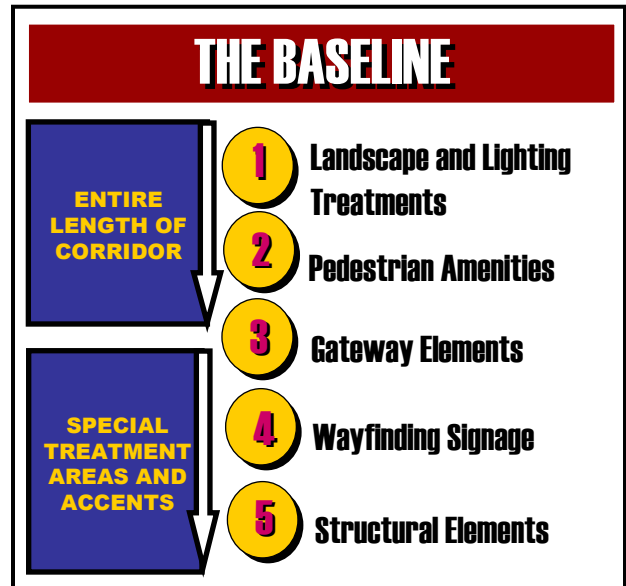 THE BASELINE
ENTIRE
LENGTH OF
CORRIDOR
1
Landscape and Lighting
Treatments
2
Pedestrian Amenities
3
Gateway Elements
SPECIAL
TREATMENT
AREAS AND
ACCENTS
4
Wayfinding Signage
5
Structural Elements